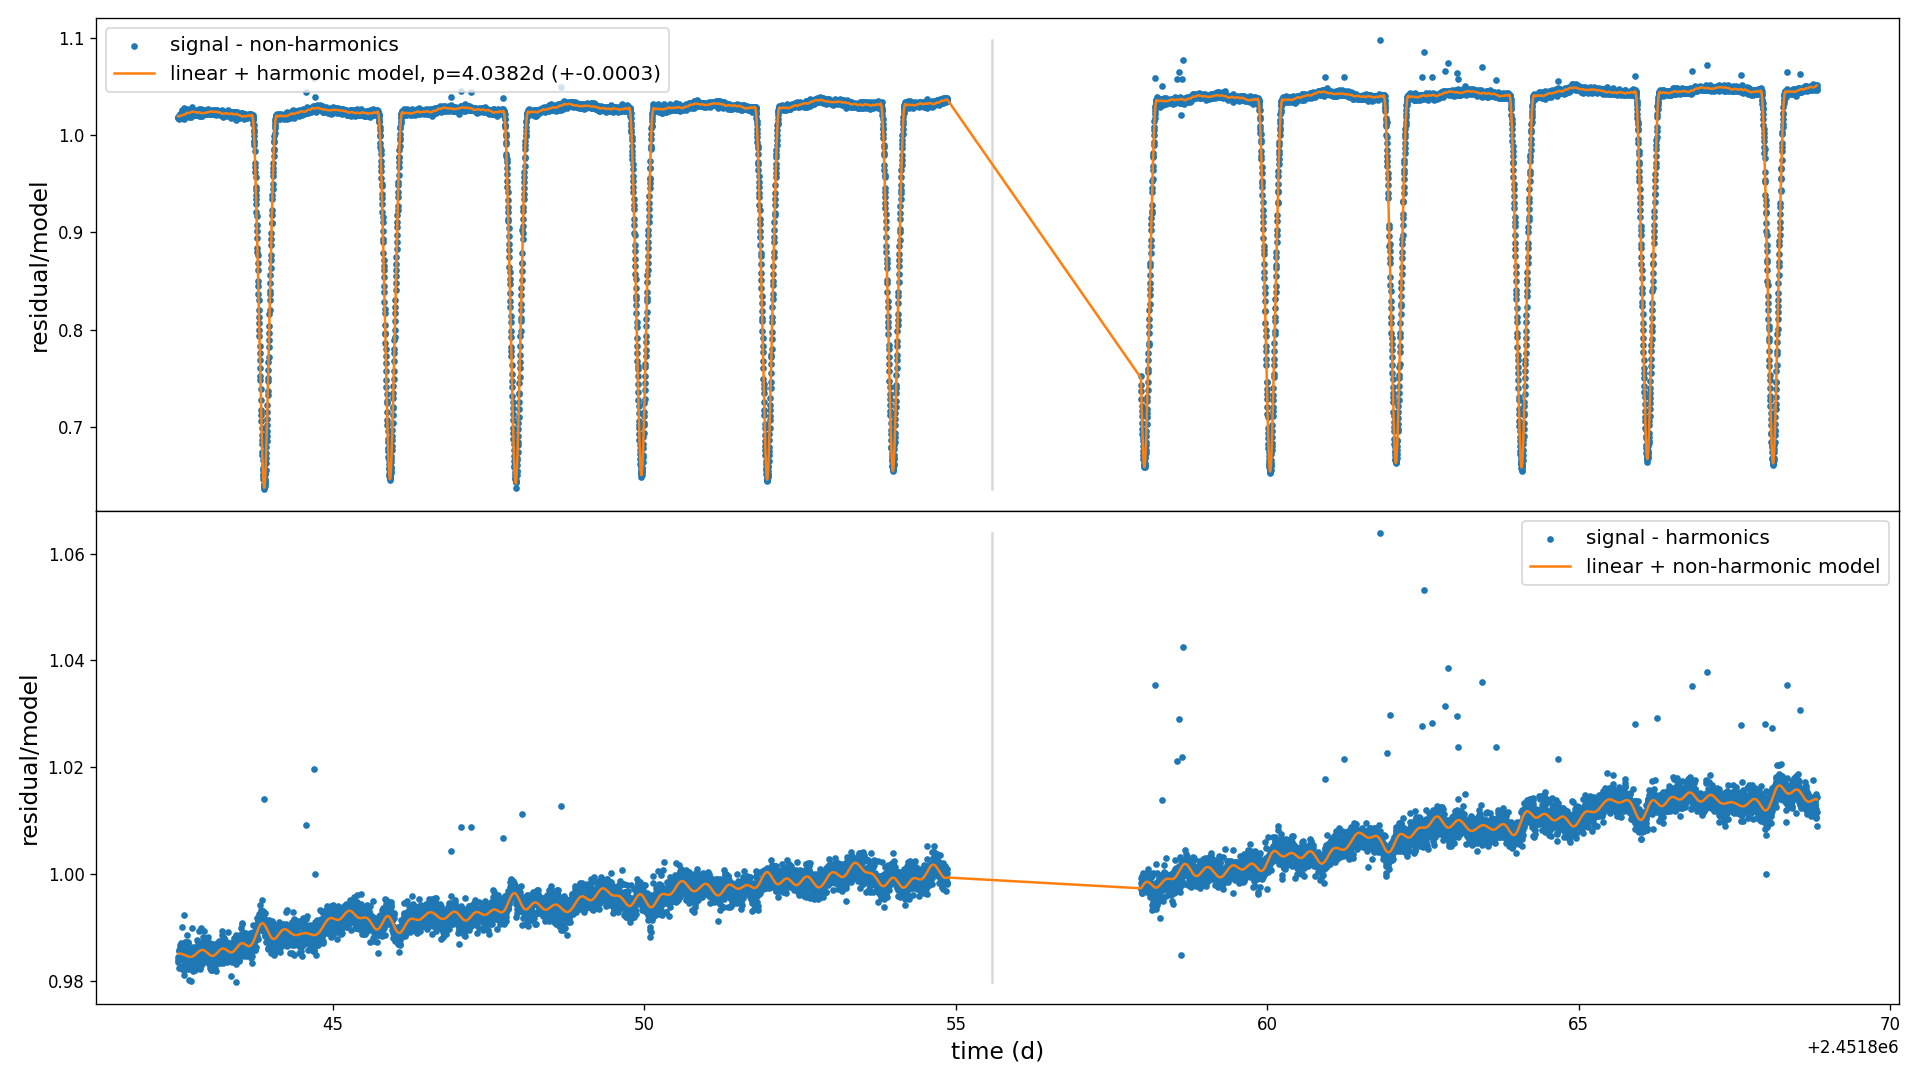 signal - non-harmonics
linear + harmonic model, p=4.0382d (+-0.0003)
1.1
1.0
0.9
0.8
0.7
residual/model
signal - harmonics
linear + non-harmonic model
1.06
1.04
1.02
1.00
0.98
residual/model
45
50
55
60
65
70
time (d)
+2.4518e6